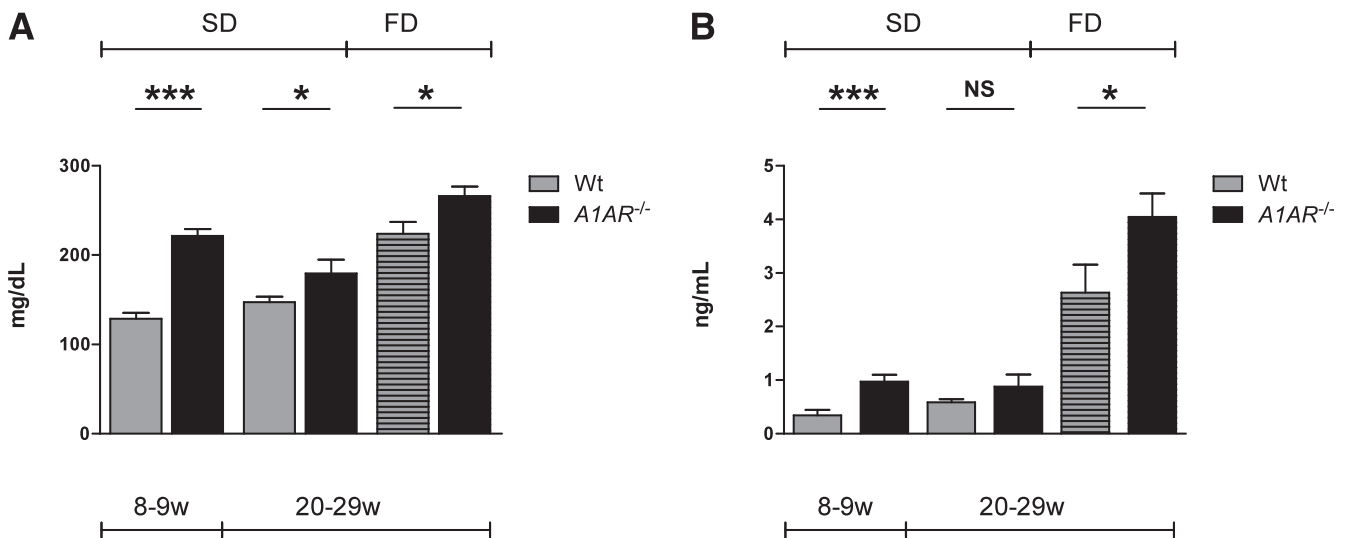 A
SD FD
*** * *
300
200
100
0
mg/dL
Wt
A1AR-/-
8-9w 20-29w
B
SD FD
*** NS *
5
4
3
2
1
0
ng/mL
Wt
A1AR-/-
8-9w 20-29w